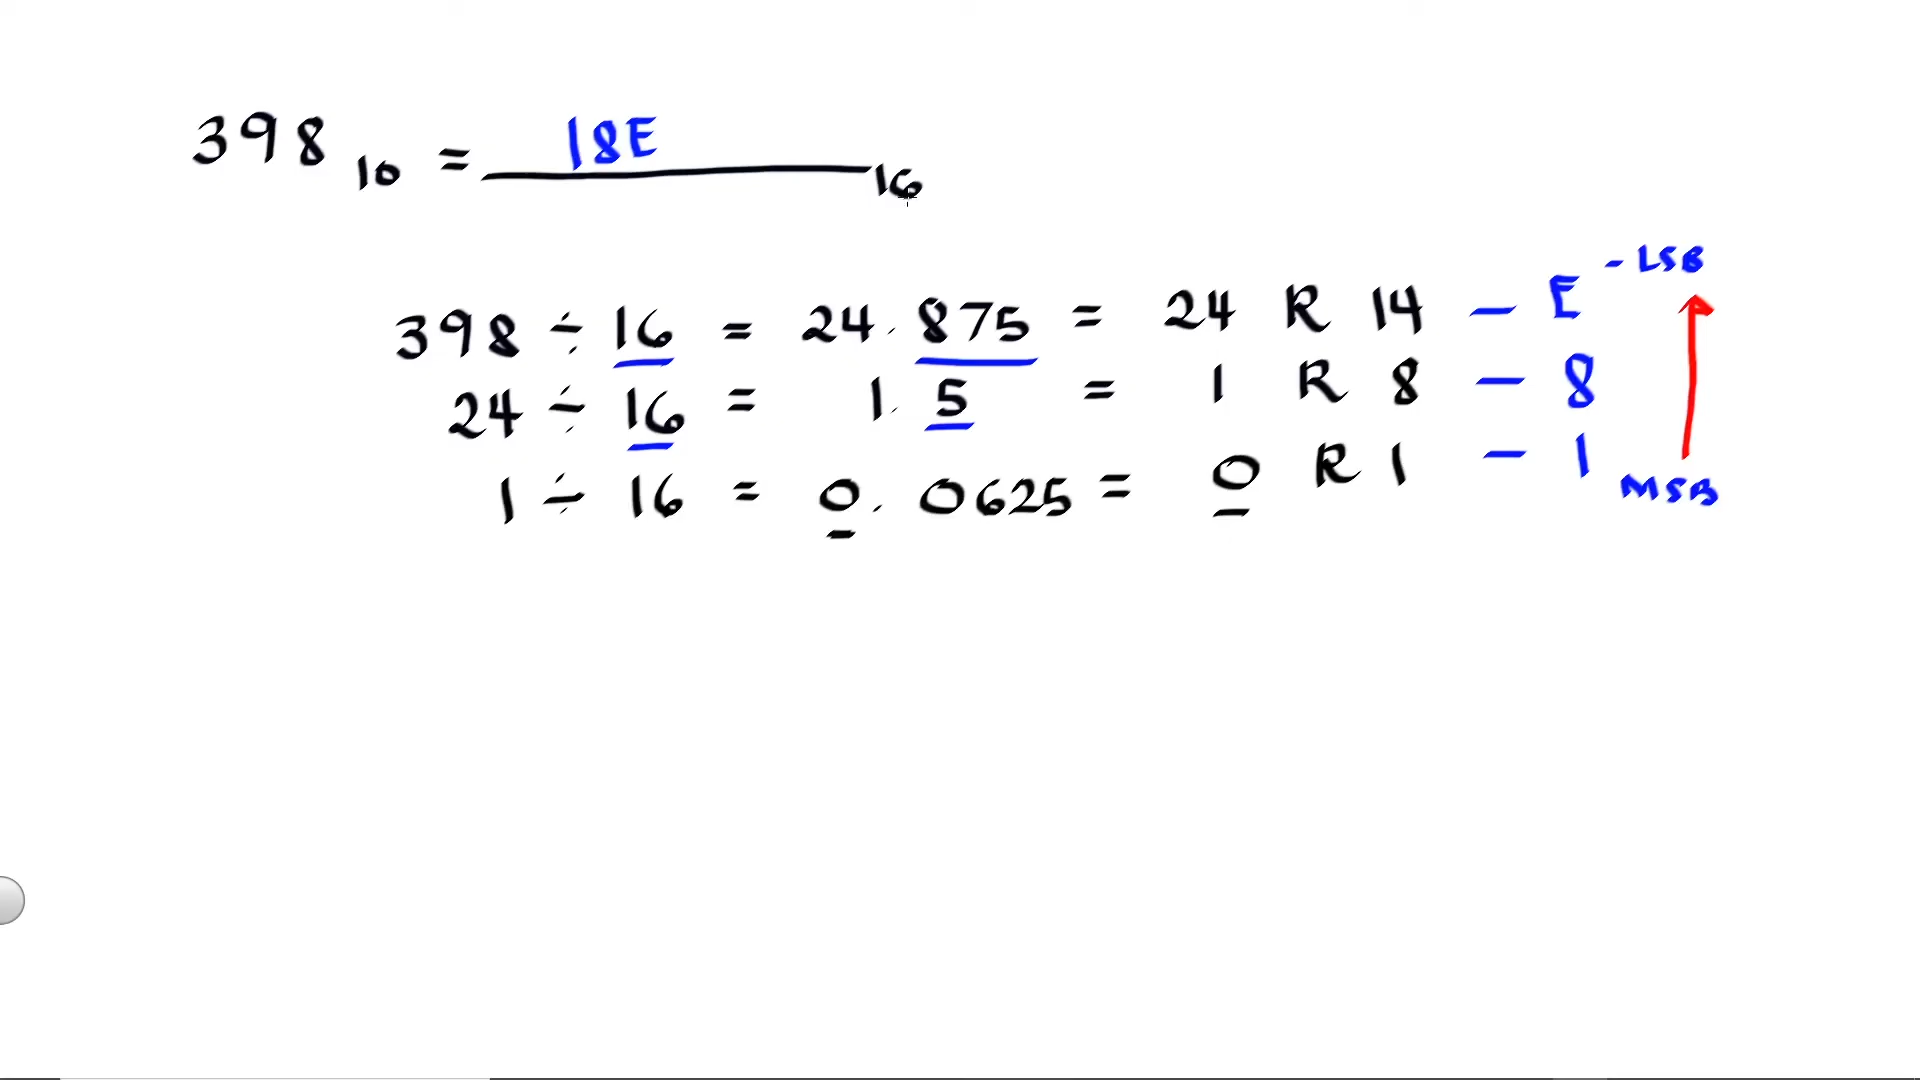 398 10 = 18E 16
- LSB
398 ÷ 16 = 24.875 = 24 R 14 - E
24 ÷ 16 = 1.5 = 1 R 8 - 8
1 ÷ 16 = 0.0625 = 0 R 1 - 1
MSB